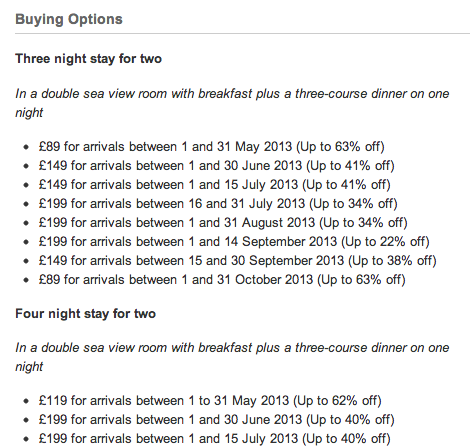 Buying Options
Three night stay for two
In a double sea view room with breakfast plus a three-course dinner on one
night
• £89 for arrivals between 1 and 31 May 2013 (Up to 63% off)
• £149 for arrivals between 1 and 30 June 2013 (Up to 41% off)
• £149 for arrivals between 1 and 15 July 2013 (Up to 41% off)
• £199 for arrivals between 16 and 31 July 2013 (Up to 34% off)
• £199 for arrivals between 1 and 31 August 2013 (Up to 34% off)
• £199 for arrivals between 1 and 14 September 2013 (Up to 22% off)
• £149 for arrivals between 15 and 30 September 2013 (Up to 38% off)
• £89 for arrivals between 1 and 31 October 2013 (Up to 63% off)
Four night stay for two
In a double sea view room with breakfast plus a three-course dinner on one
night
• £119 for arrivals between 1 to 31 May 2013 (Up to 62% off)
• £199 for arrivals between 1 and 30 June 2013 (Up to 40% off)
• £199 for arrivals between 1 and 15 July 2013 (Up to 40% off)